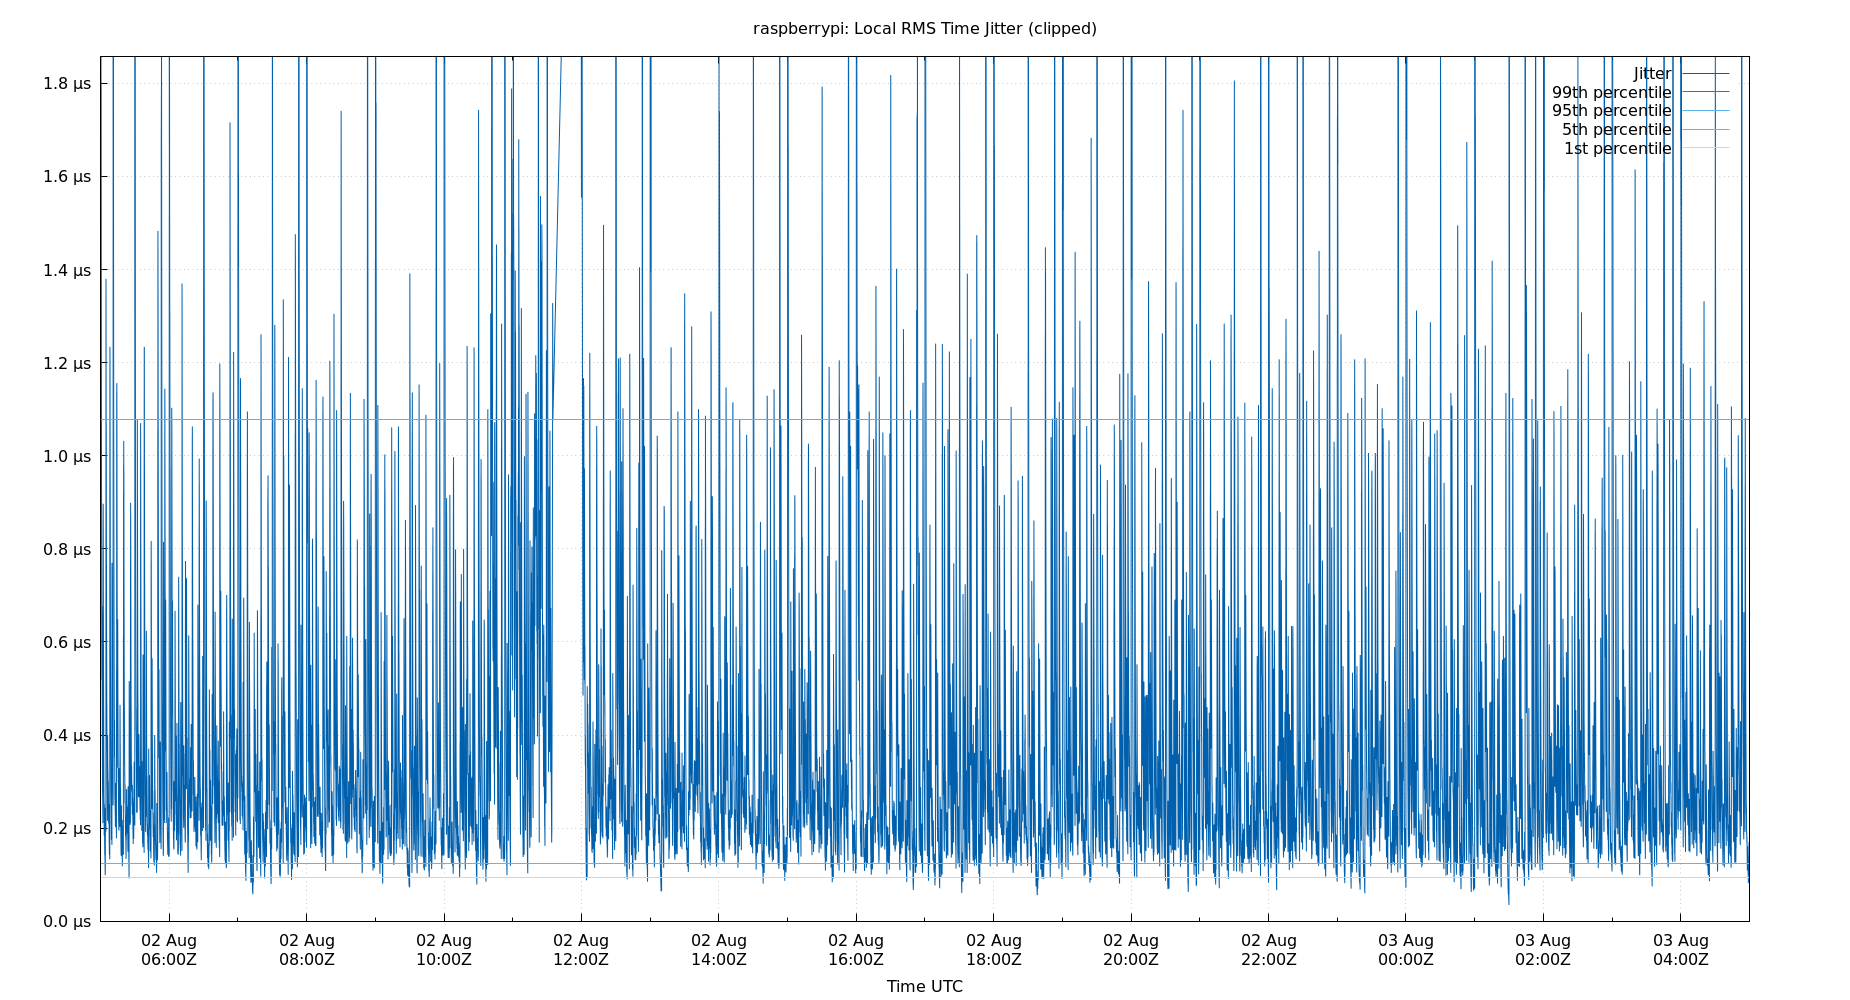 raspberrypi: Local RMS Time Jitter (clipped)
Jitter
99th percentile
95th percentile
5th percentile
1st percentile
1.8 µs
1.6 µs
1.4 µs
1.2 µs
1.0 µs
0.8 µs
0.6 µs
0.4 µs
0.2 µs
0.0 µs
02 Aug 02 Aug 02 Aug 02 Aug 02 Aug 02 Aug 02 Aug 02 Aug 02 Aug 03 Aug 03 Aug 03 Aug
06:00Z 08:00Z 10:00Z 12:00Z 14:00Z 16:00Z 18:00Z 20:00Z 22:00Z 00:00Z 02:00Z 04:00Z
Time UTC